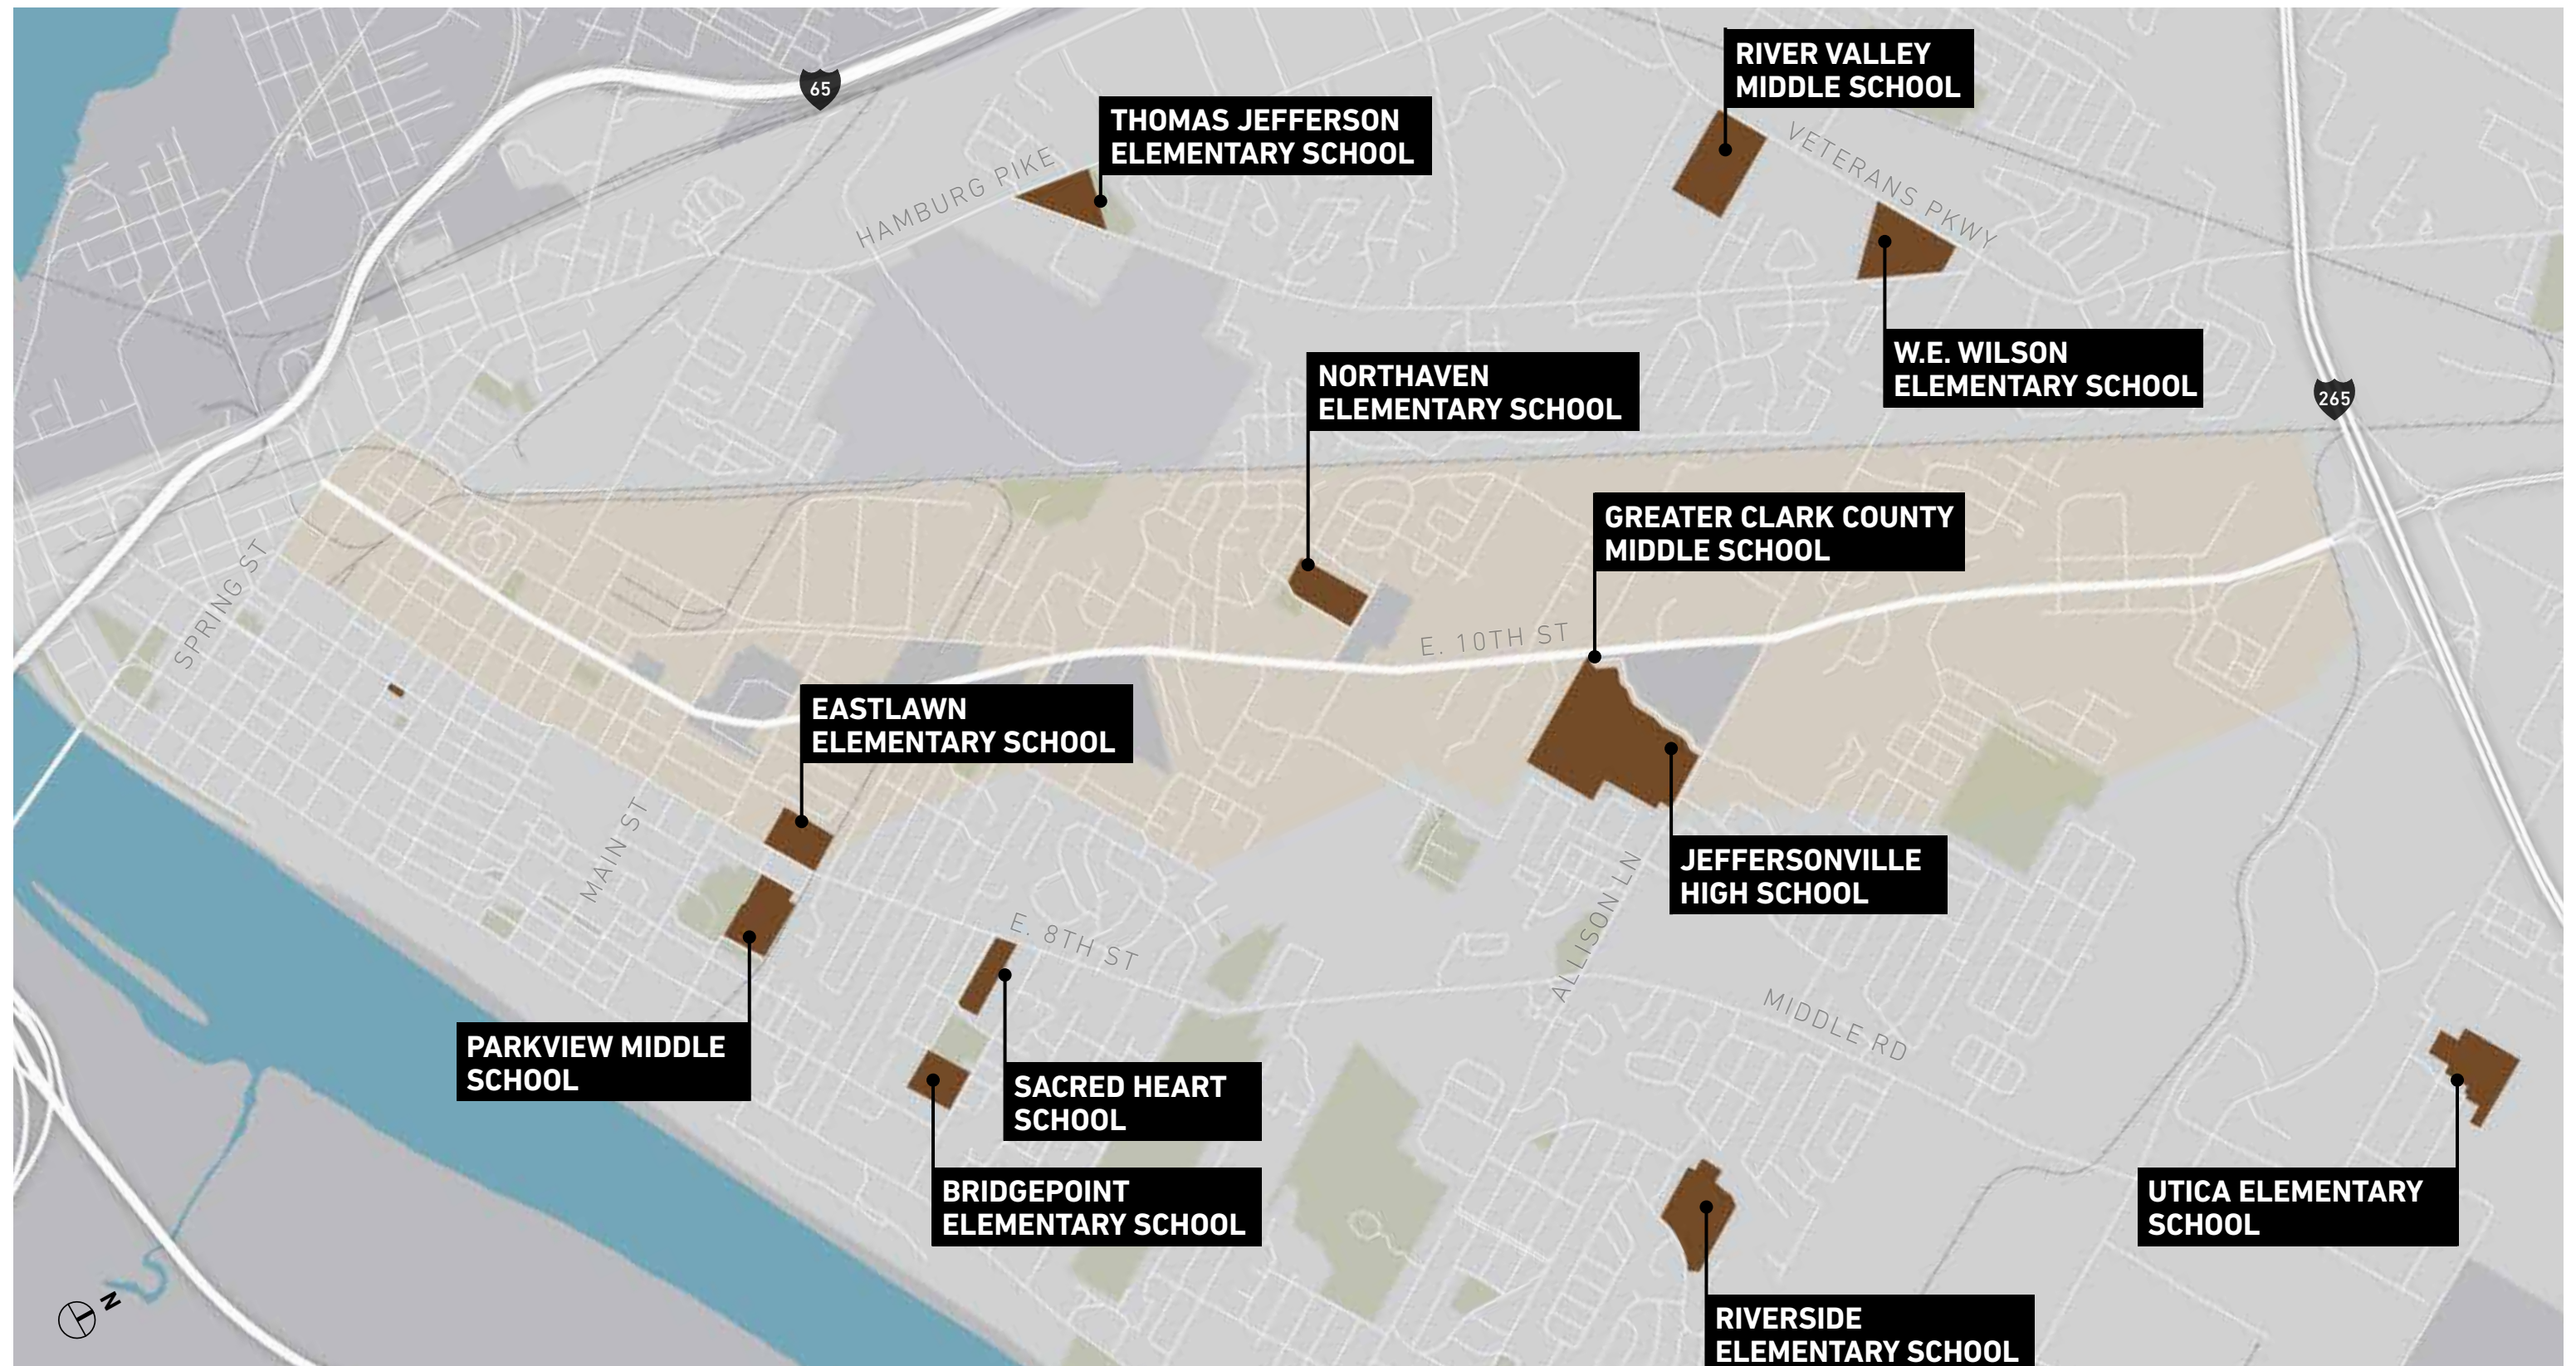 RIVER VALLEY
MIDDLE SCHOOL
65
THOMAS JEFFERSON
ELEMENTARY SCHOOL
HAMBURG PIKE
VETERANS PKWY
W.E. WILSON
ELEMENTARY SCHOOL
NORTHAVEN
ELEMENTARY SCHOOL
265
GREATER CLARK COUNTY
MIDDLE SCHOOL
SPRING ST
E. 10TH ST
EASTLAWN
ELEMENTARY SCHOOL
MAIN ST
JEFFERSONVILLE
HIGH SCHOOL
ALLISON LN
E. 8TH ST
MIDDLE RD
PARKVIEW MIDDLE
SCHOOL
SACRED HEART
SCHOOL
BRIDGEPOINT
ELEMENTARY SCHOOL
UTICA ELEMENTARY
SCHOOL
N
RIVERSIDE
ELEMENTARY SCHOOL